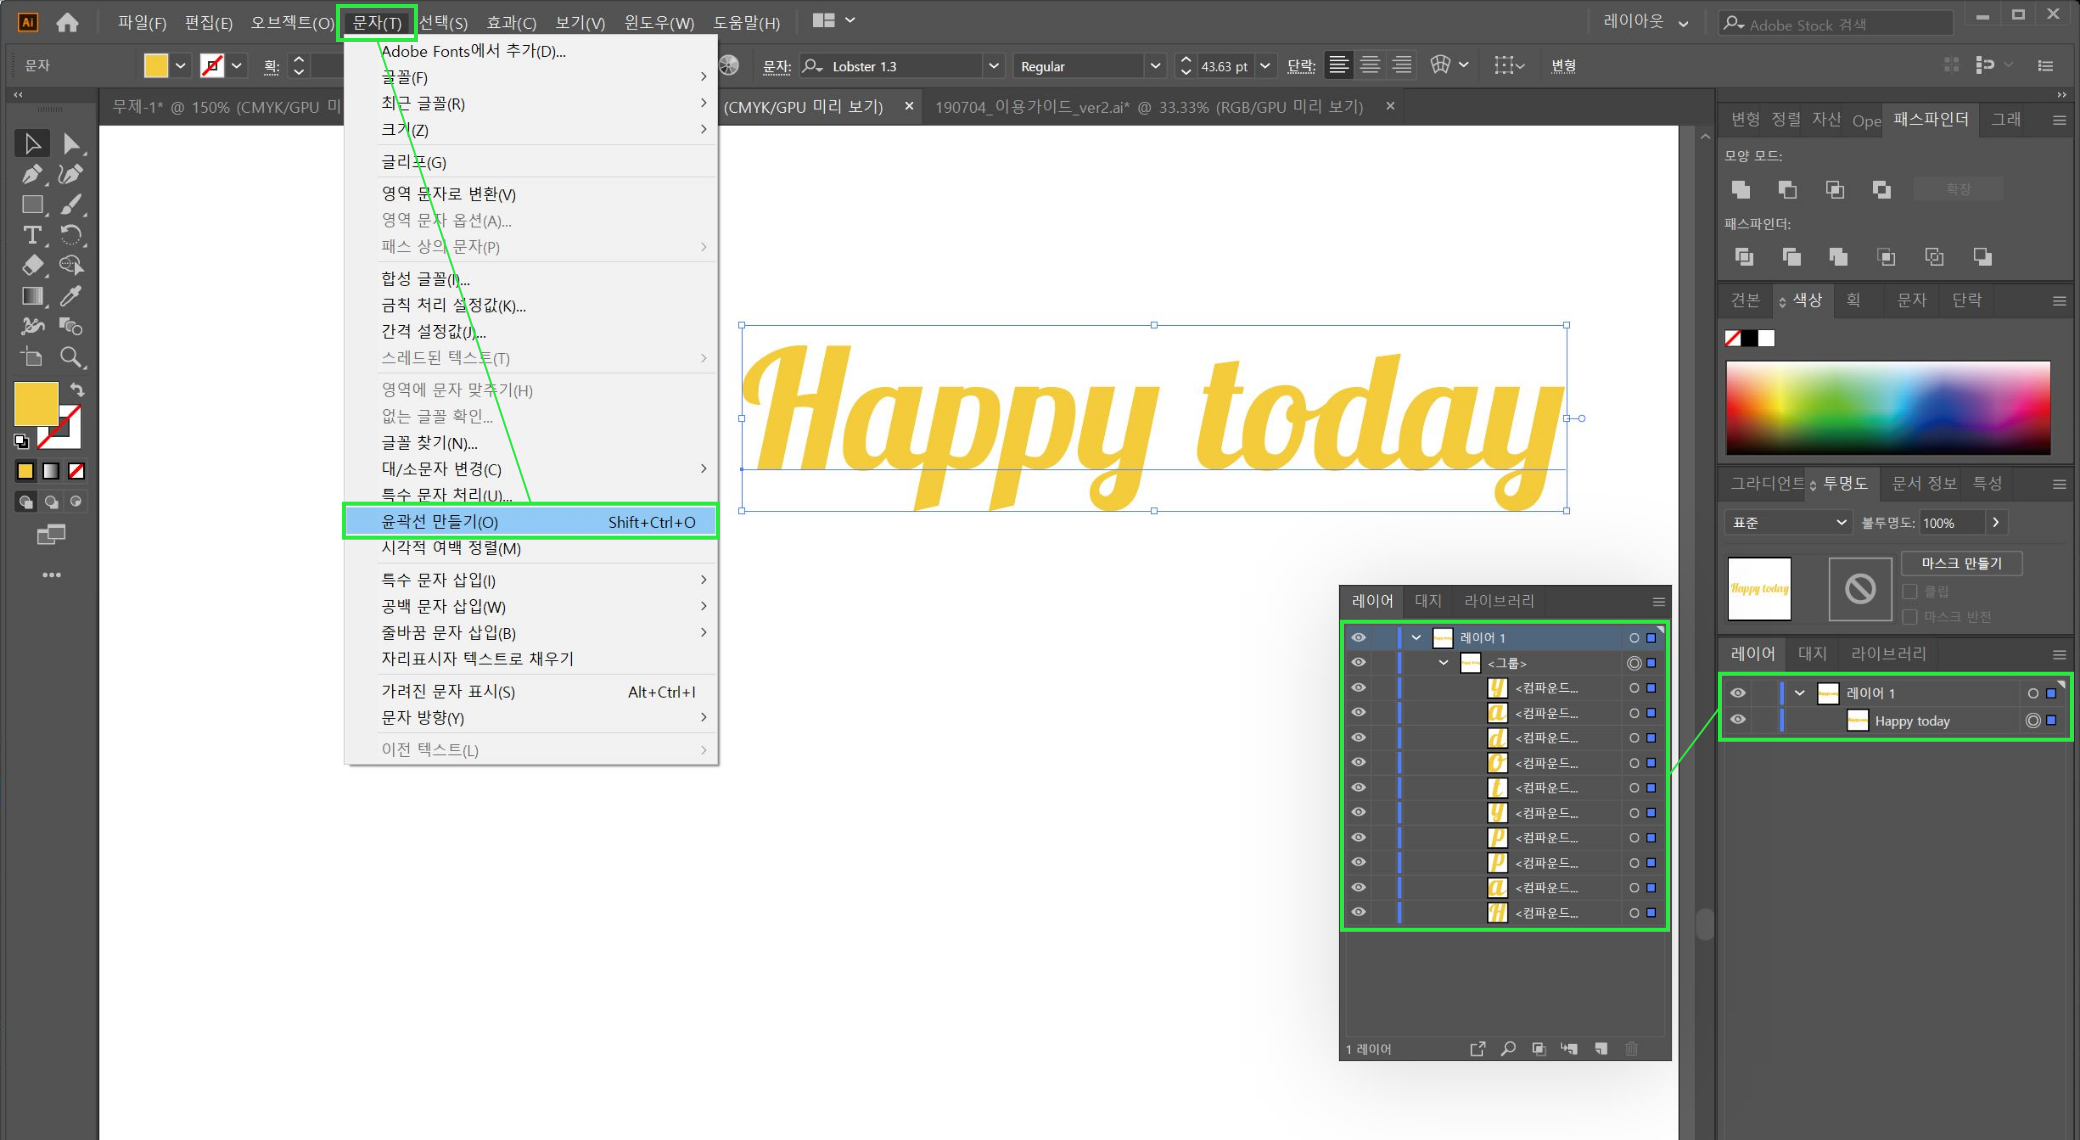 Ai 파일(F) 편집(E) 오브젝트(O) 문자(T) 선택(S) 효과(C) 보기(V) 윈도우(W) 도움말(H) 레이아웃 Adobe Stock 검색
문자 획: 문자: Lobster 1.3 Regular 43.63 pt 단락: 변형
무제-1* @ 150% (CMYK/GPU 미 (CMYK/GPU 미리 보기) × 190704_이용가이드_ver2.ai* @ 33.33% (RGB/GPU 미리 보기) ×
Adobe Fonts에서 추가(D)...
글꼴(F)
최근 글꼴(R)
크기(Z)
글리프(G)
영역 문자로 변환(V)
영역 문자 옵션(A)...
패스 상의 문자(P)
합성 글꼴(I)...
금칙 처리 설정값(K)...
간격 설정값(J)...
스레드된 텍스트(T)
영역에 문자 맞추기(H)
없는 글꼴 확인...
글꼴 찾기(N)...
대/소문자 변경(C)
특수 문자 처리(U)...
윤곽선 만들기(O) Shift+Ctrl+O
시각적 여백 정렬(M)
특수 문자 삽입(I)
공백 문자 삽입(W)
줄바꿈 문자 삽입(B)
자리표시자 텍스트로 채우기
가려진 문자 표시(S) Alt+Ctrl+I
문자 방향(Y)
이전 텍스트(L)
Happy today
레이어 대지 라이브러리
레이어 1
<그룹>
y <컴파운드...
a <컴파운드...
d <컴파운드...
o <컴파운드...
t <컴파운드...
y <컴파운드...
p <컴파운드...
p <컴파운드...
a <컴파운드...
H <컴파운드...
1 레이어
변형 정렬 자산 Ope 패스파인더 그래
모양 모드:
확장
패스파인더:
견본 색상 획 문자 단락
그라디언트 투명도 문서 정보 특성
표준 불투명도: 100%
Happy today
마스크 만들기
클립
마스크 반전
레이어 대지 라이브러리
레이어 1
Happy today